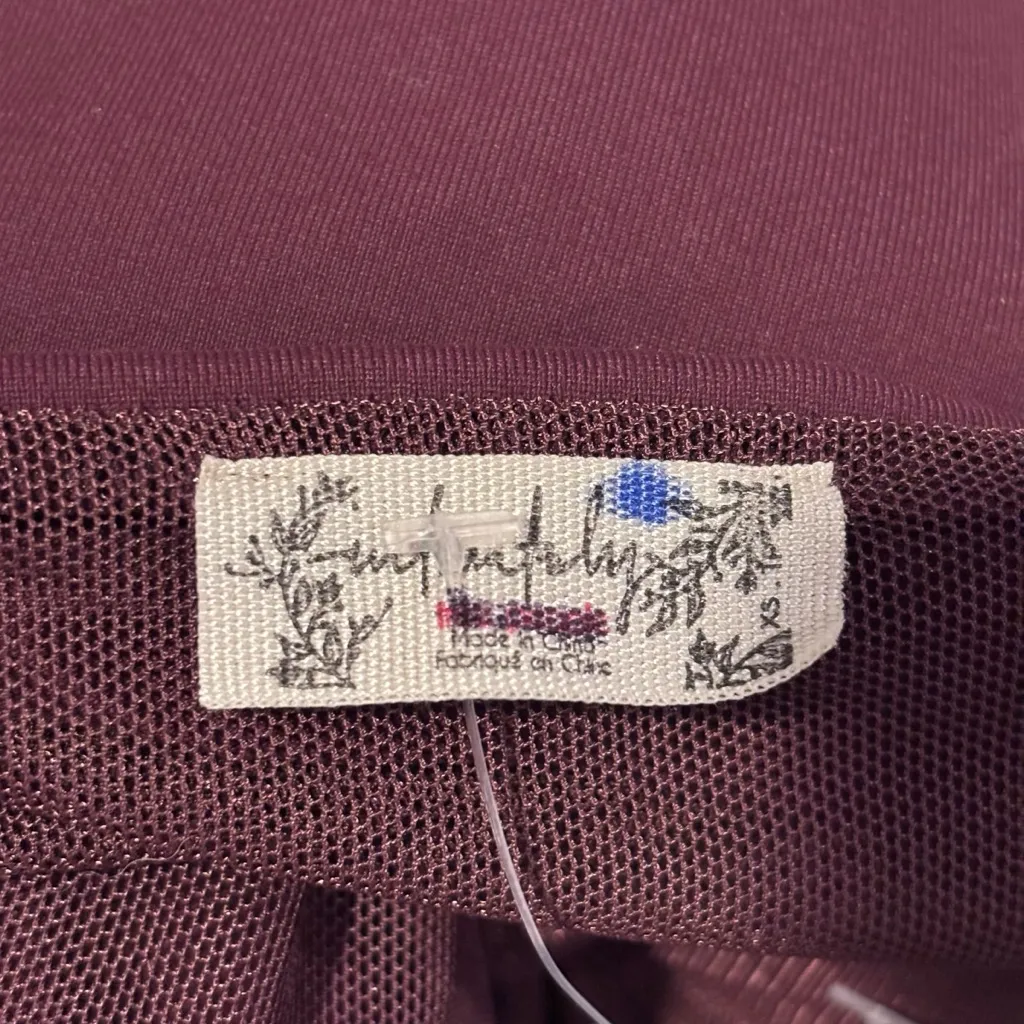 intimately
Made in China
Fabriqué en Chine
XS